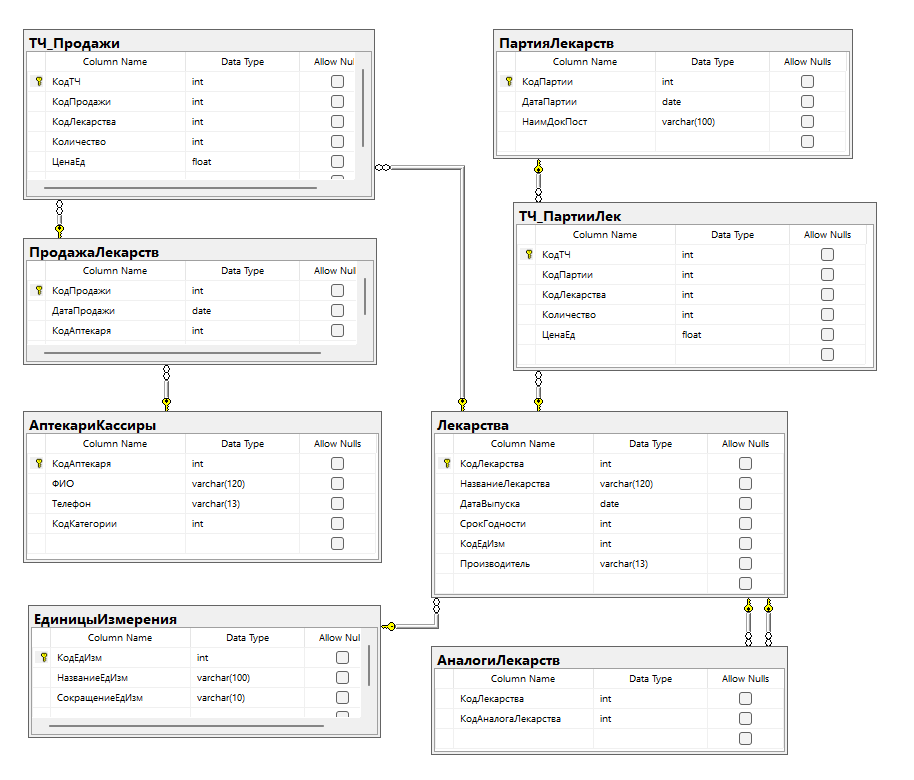 ТЧ_Продажи
Column Name Data Type Allow Nul
КодТЧ int
КодПродажи int
КодЛекарства int
Количество int
ЦенаЕд float
ПартияЛекарств
Column Name Data Type Allow Nulls
КодПартии int
ДатаПартии date
НаимДокПост varchar(100)
ТЧ_ПартииЛек
Column Name Data Type Allow Nulls
КодТЧ int
КодПартии int
КодЛекарства int
Количество int
ЦенаЕд float
ПродажаЛекарств
Column Name Data Type Allow Nul
КодПродажи int
ДатаПродажи date
КодАптекаря int
АптекариКассиры
Column Name Data Type Allow Nulls
КодАптекаря int
ФИО varchar(120)
Телефон varchar(13)
КодКатегории int
Лекарства
Column Name Data Type Allow Nulls
КодЛекарства int
НазваниеЛекарства varchar(120)
ДатаВыпуска date
СрокГодности int
КодЕдИзм int
Производитель varchar(13)
ЕдиницыИзмерения
Column Name Data Type Allow Nul
КодЕдИзм int
НазваниеЕдИзм varchar(100)
СокращениеЕдИзм varchar(10)
АналогиЛекарств
Column Name Data Type Allow Nulls
КодЛекарства int
КодАналогаЛекарства int